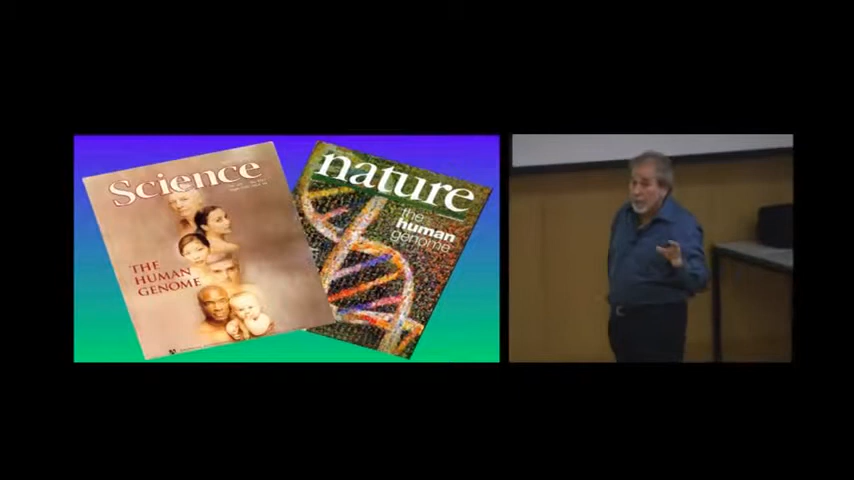 Science
THE
HUMAN
GENOME
nature
the
human
genome